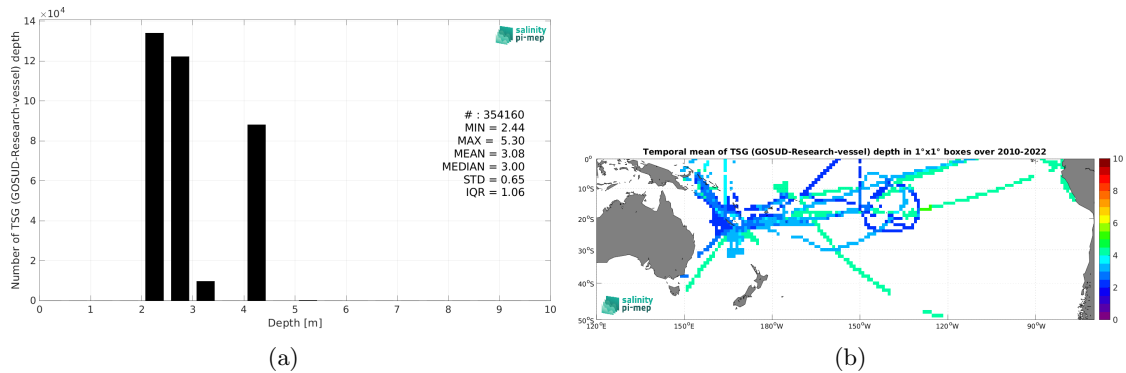 ×10⁴
14
12
10
8
6
4
2
0
Number of TSG (GOSUD-Research-vessel) depth
salinity
pi-mep
# : 354160
MIN = 2.44
MAX = 5.30
MEAN = 3.08
MEDIAN = 3.00
STD = 0.65
IQR = 1.06
0 1 2 3 4 5 6 7 8 9 10
Depth [m]
(a)
Temporal mean of TSG (GOSUD-Research-vessel) depth in 1°x1° boxes over 2010-2022
0°
10°S
20°S
30°S
40°S
50°S
120°E 150°E 180°W 150°W 120°W 90°W
salinity
pi-mep
10
8
6
4
2
0
(b)